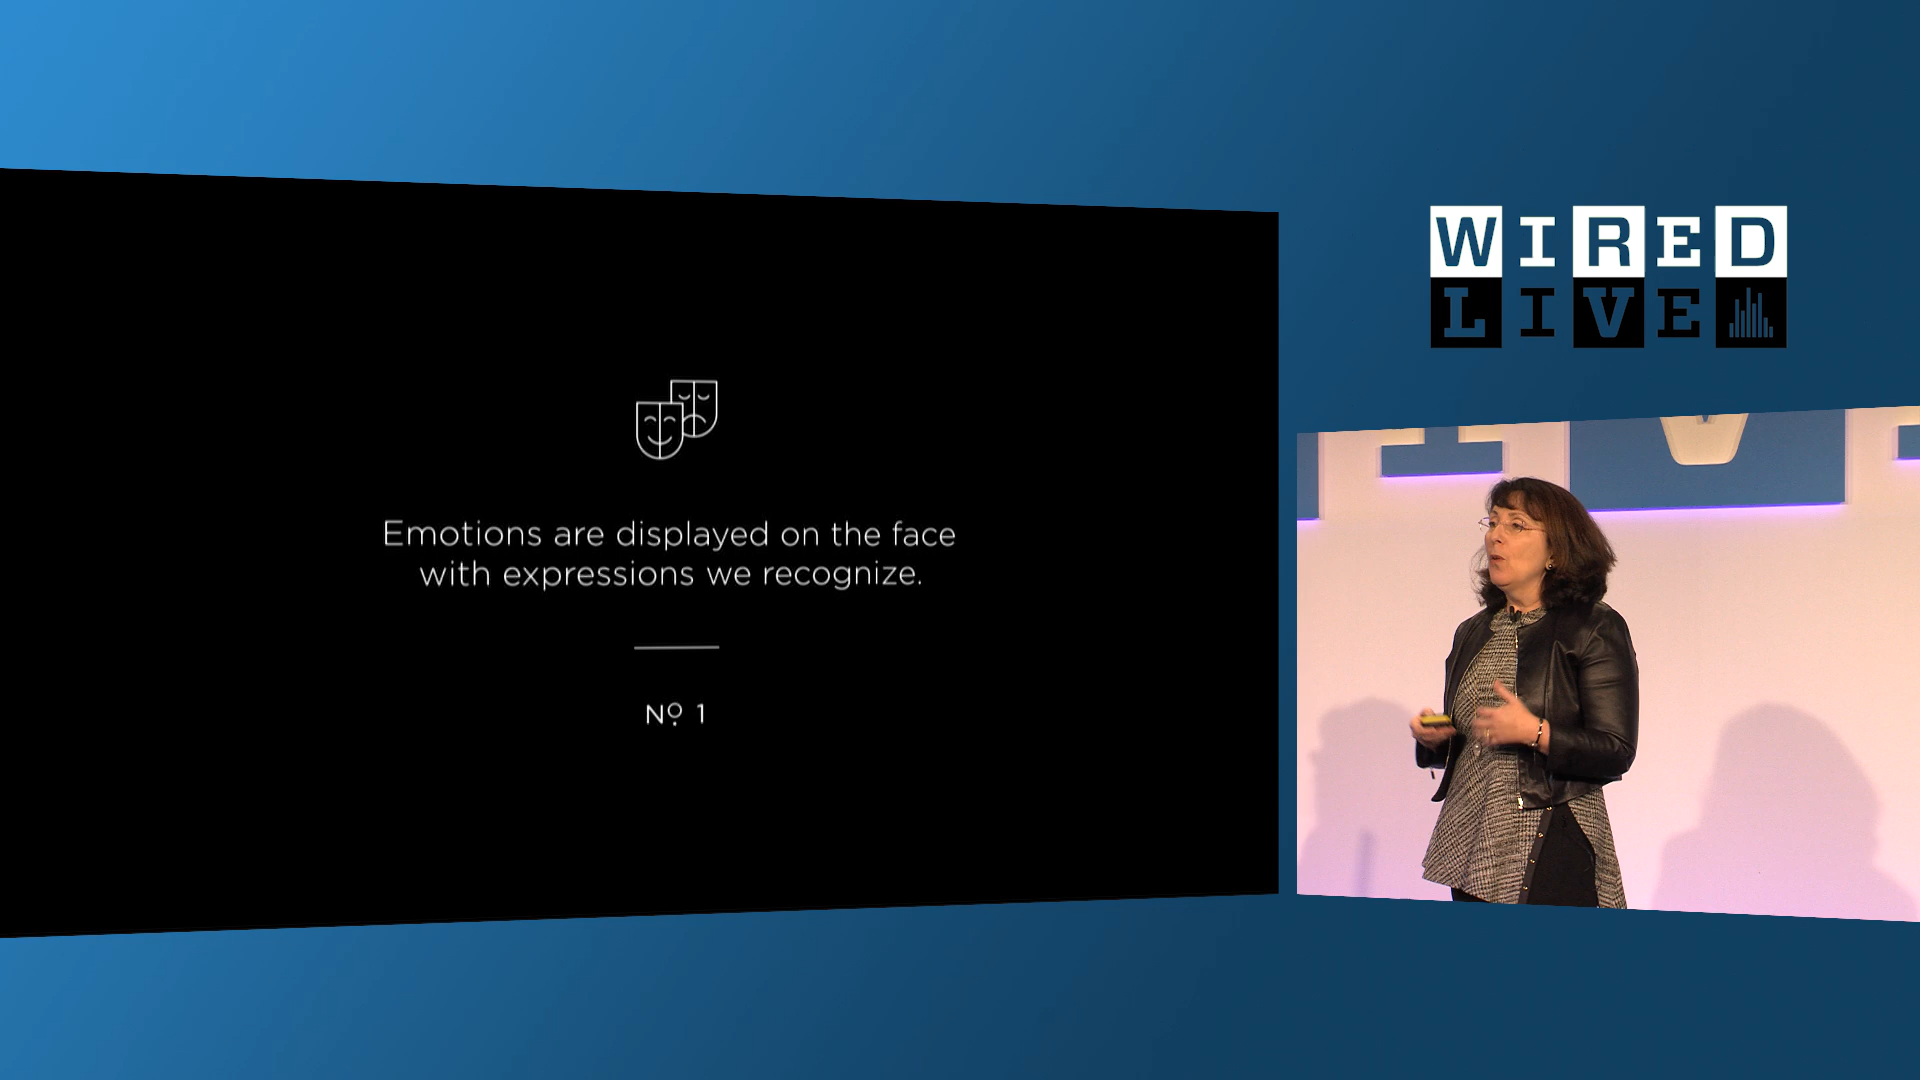 Emotions are displayed on the face
with expressions we recognize.
Nº 1
WIRED
LIVE